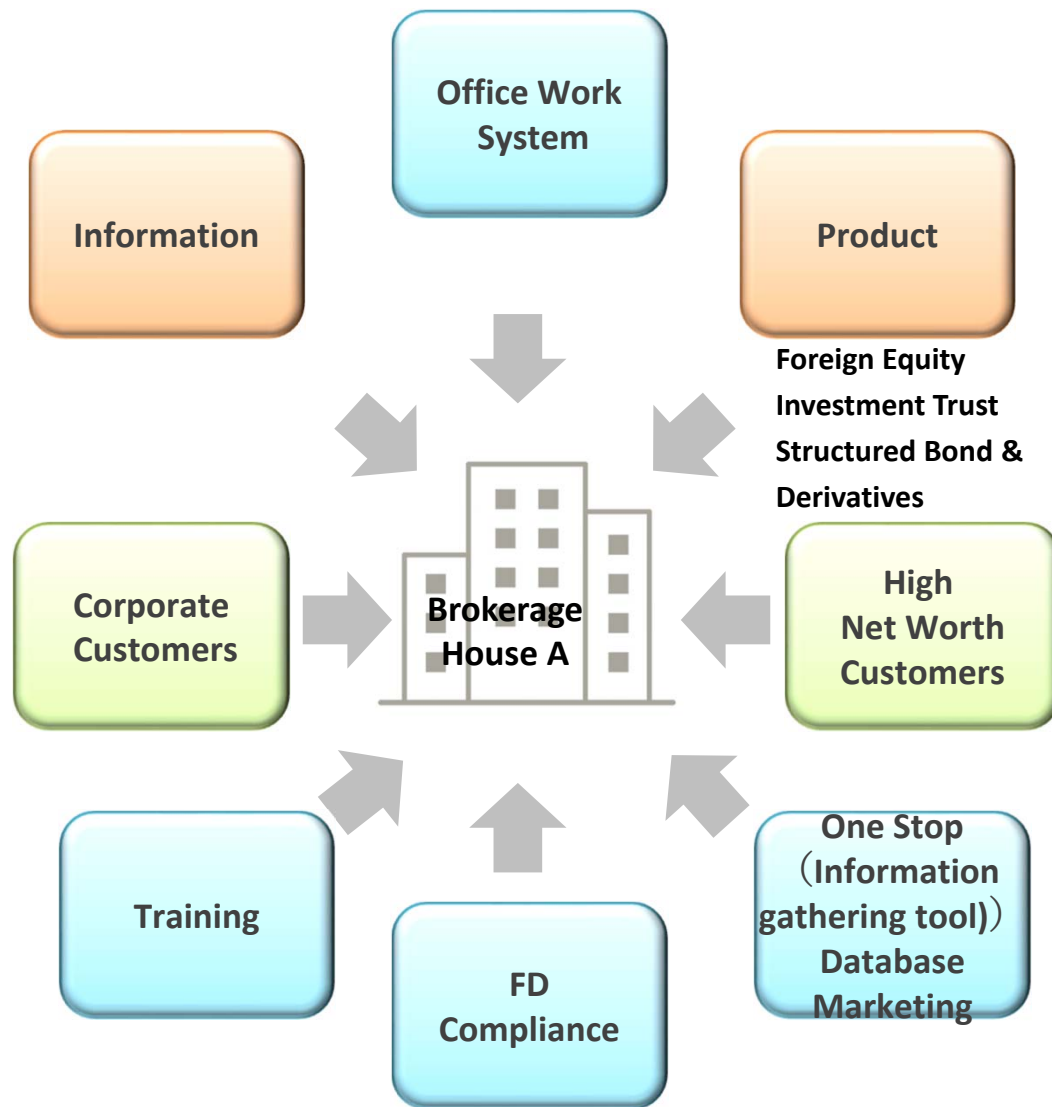 Office Work
System
Information
Product
Foreign Equity
Investment Trust
Structured Bond &
Derivatives
Corporate
Customers
Brokerage
House A
High
Net Worth
Customers
Training
FD
Compliance
One Stop
（Information
gathering tool)）
Database
Marketing